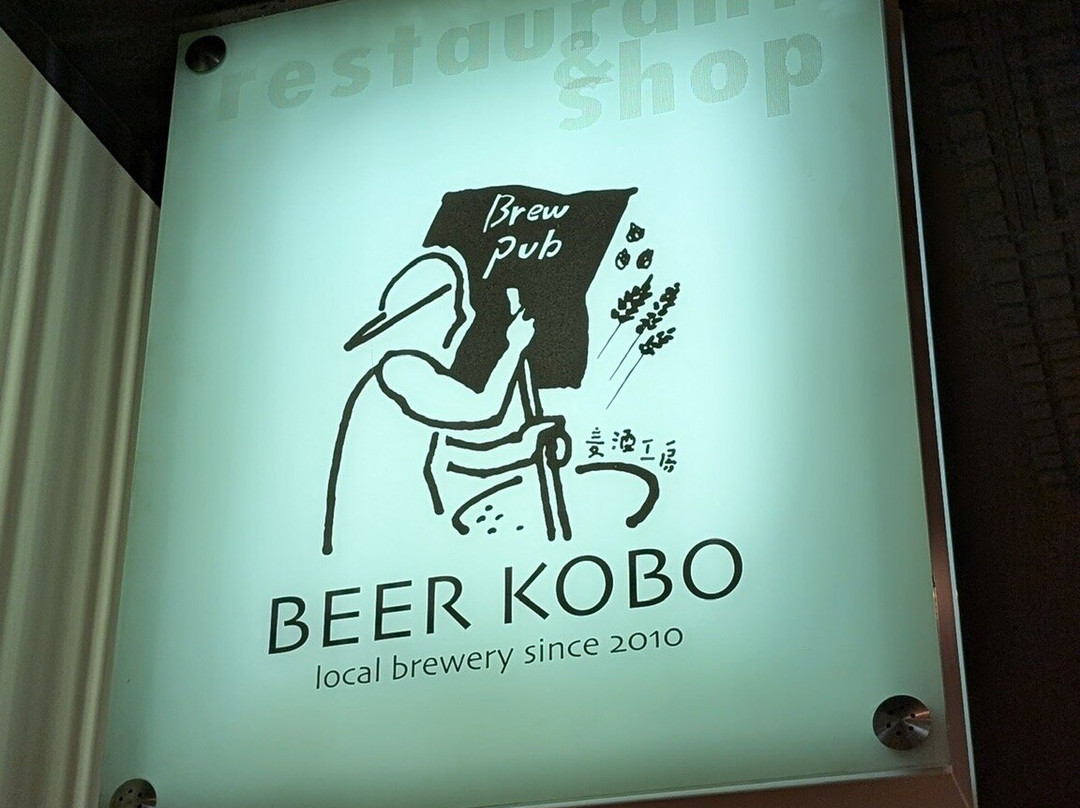 restaurant
& shop
Brew
pub
麦酒工房
BEER KOBO
local brewery since 2010